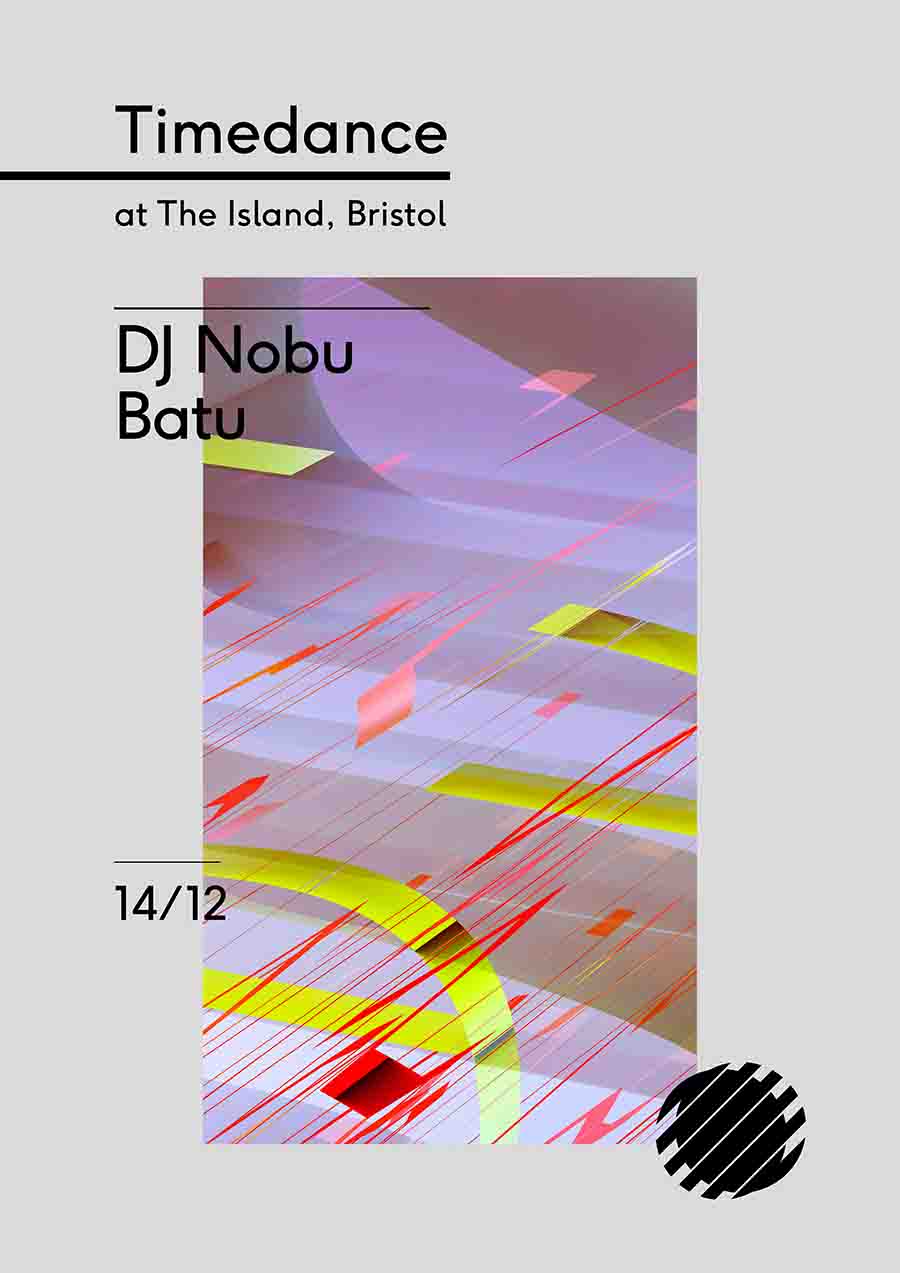 Timedance
at The Island, Bristol
DJ Nobu
Batu
14/12